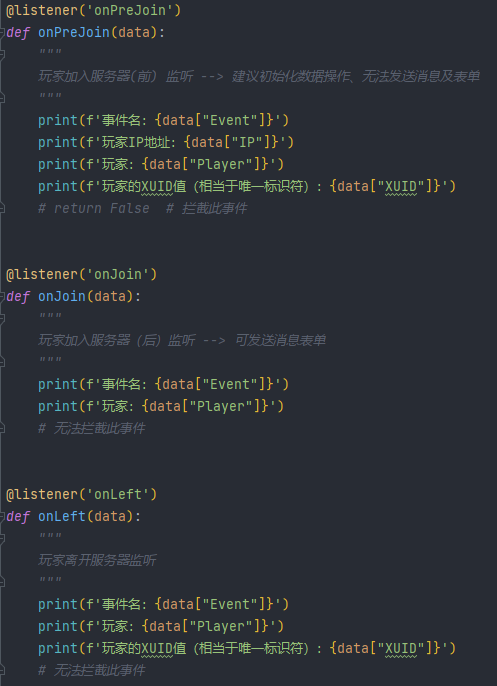 @listener('onPreJoin')
def onPreJoin(data):
    """
    玩家加入服务器(前) 监听 --> 建议初始化数据操作、无法发送消息及表单
    """
    print(f'事件名: {data["Event"]}')
    print(f'玩家IP地址: {data["IP"]}')
    print(f'玩家: {data["Player"]}')
    print(f'玩家的XUID值（相当于唯一标识符）: {data["XUID"]}')
    # return False  # 拦截此事件
@listener('onJoin')
def onJoin(data):
    """
    玩家加入服务器（后）监听 --> 可发送消息表单
    """
    print(f'事件名: {data["Event"]}')
    print(f'玩家: {data["Player"]}')
    # 无法拦截此事件
@listener('onLeft')
def onLeft(data):
    """
    玩家离开服务器监听
    """
    print(f'事件名: {data["Event"]}')
    print(f'玩家: {data["Player"]}')
    print(f'玩家的XUID值（相当于唯一标识符）: {data["XUID"]}')
    # 无法拦截此事件